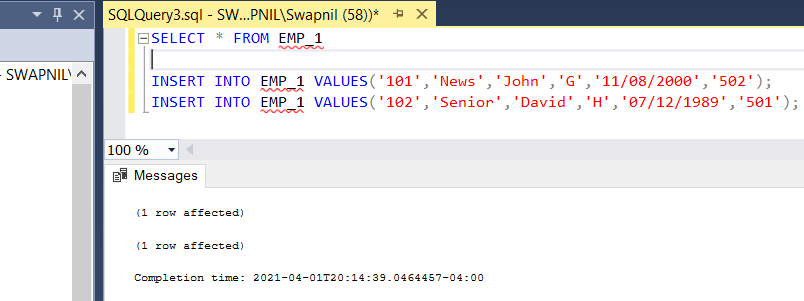 SQLQuery3.sql - SW...PNIL\Swapnil (58))*
- SWAPNIL\
SELECT * FROM EMP_1
INSERT INTO EMP_1 VALUES('101','News','John','G','11/08/2000','502');
INSERT INTO EMP_1 VALUES('102','Senior','David','H','07/12/1989','501');
100 %
Messages
(1 row affected)
(1 row affected)
Completion time: 2021-04-01T20:14:39.0464457-04:00